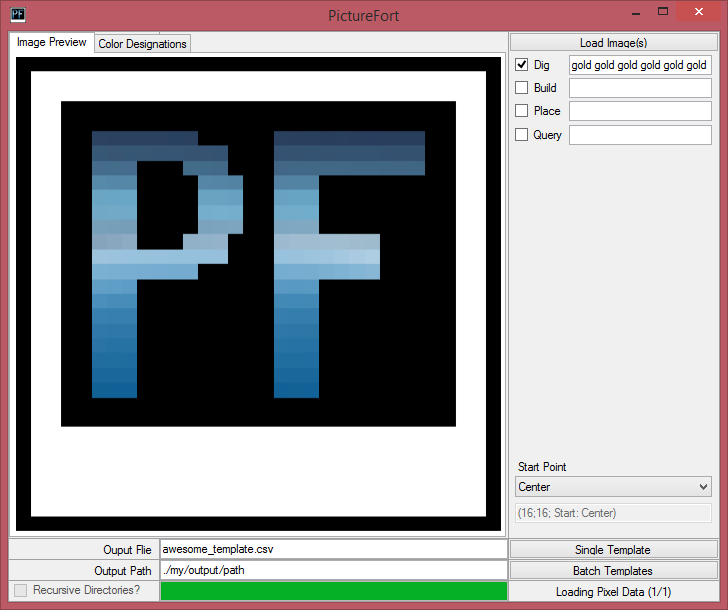 PF PictureFort
Image Preview Color Designations
Load Image(s)
Dig gold gold gold gold gold gold
Build
Place
Query
PF
Start Point
Center
(16;16; Start: Center)
Ouput Flie awesome_template.csv Single Template
Output Path ./my/output/path Batch Templates
Recursive Directories? Loading Pixel Data (1/1)